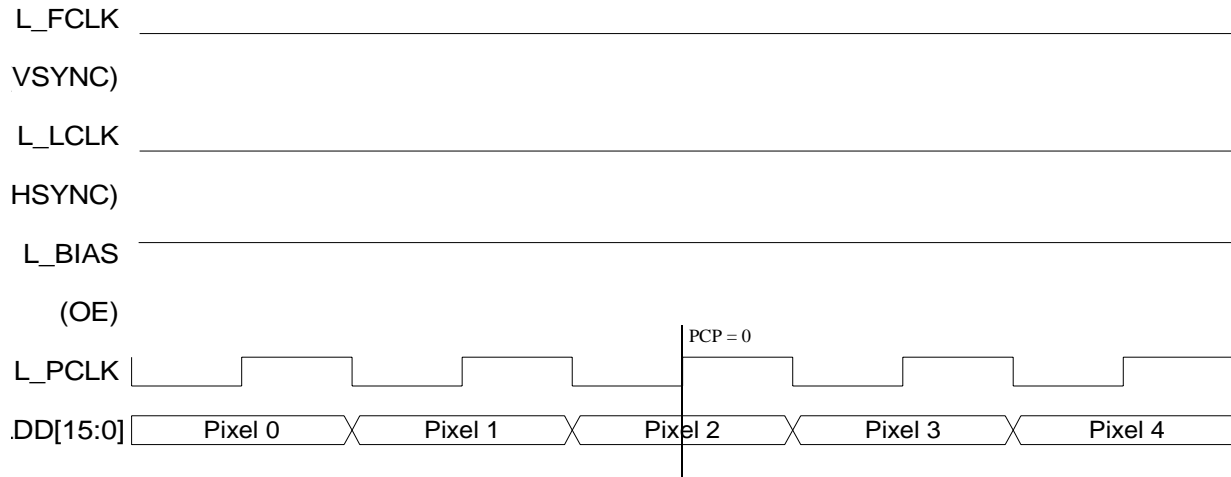 L_FCLK
VSYNC)
L_LCLK
HSYNC)
L_BIAS
(OE)
PCP = 0
L_PCLK
DD[15:0] Pixel 0 Pixel 1 Pixel 2 Pixel 3 Pixel 4